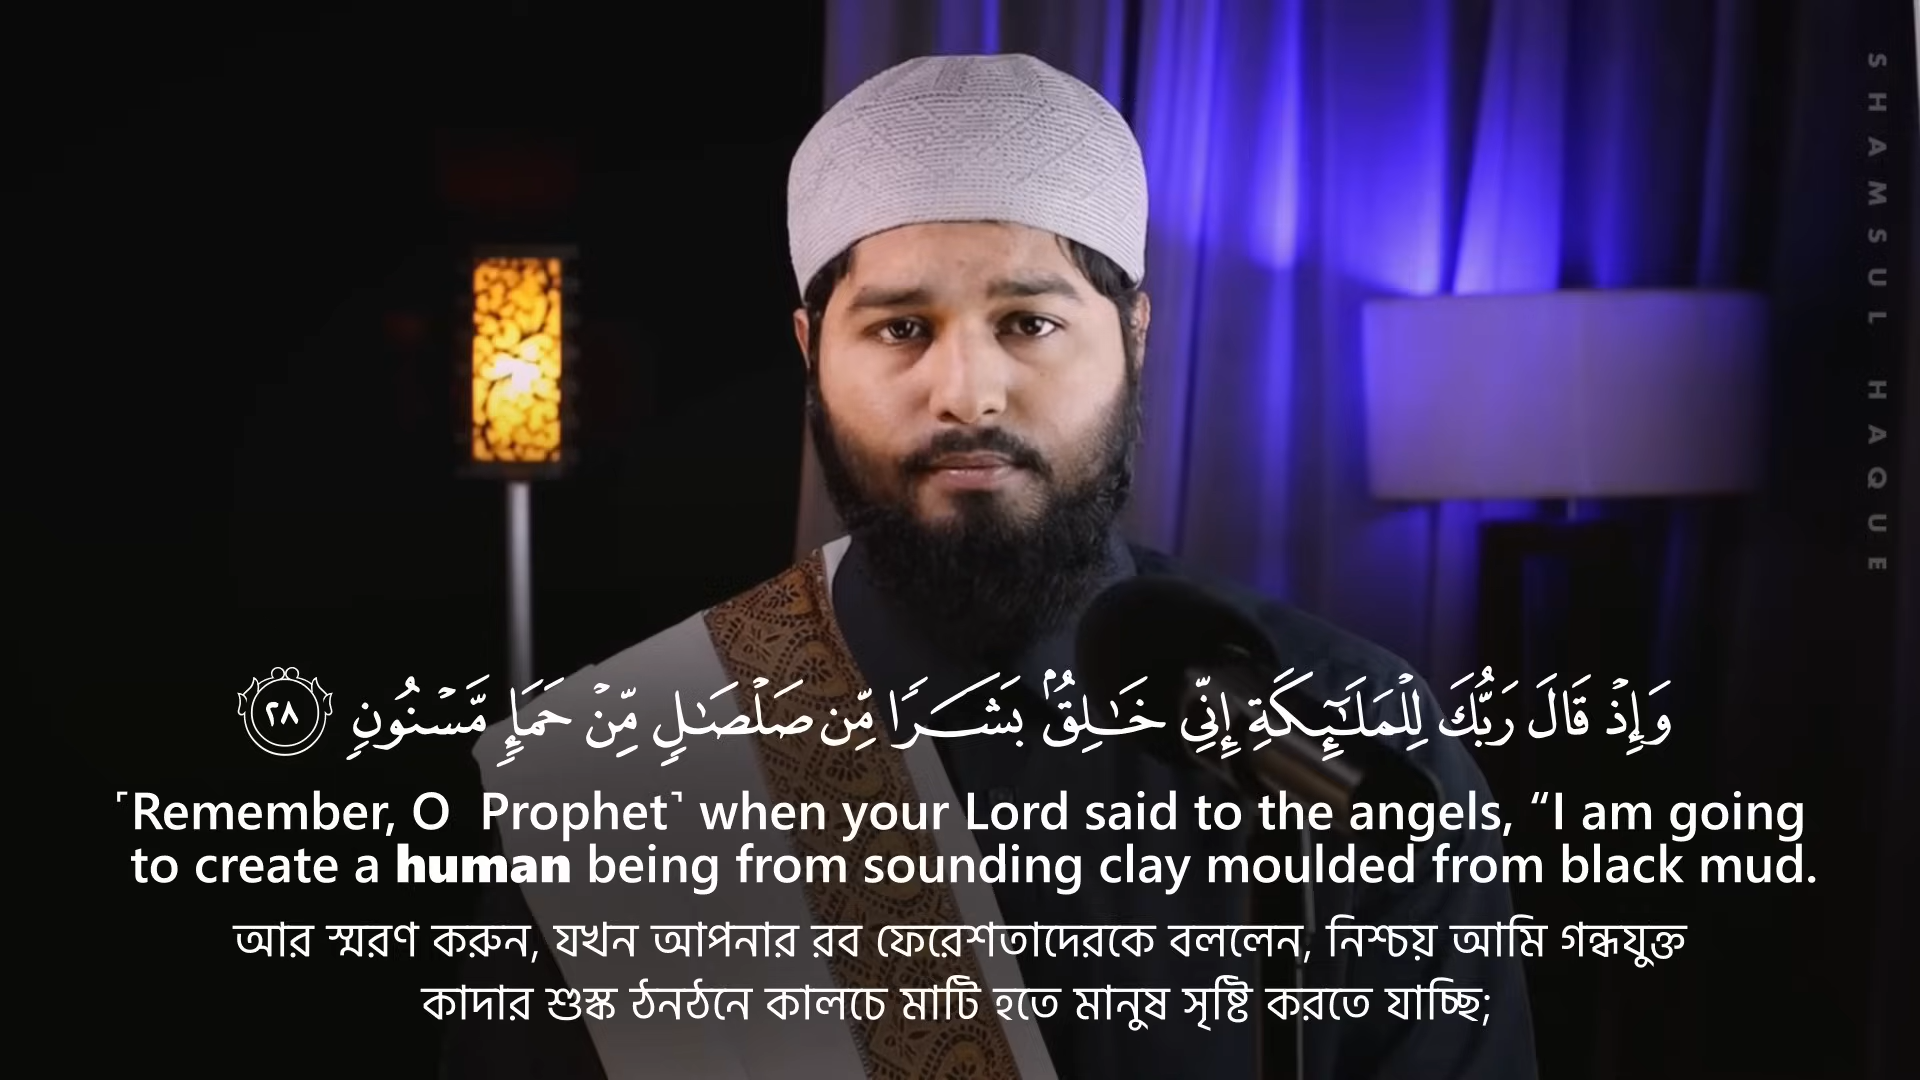 وَإِذۡ قَالَ رَبُّكَ لِلۡمَلَٰٓئِكَةِ إِنِّي خَٰلِقُۢ بَشَرٗا مِّن صَلۡصَٰلٖ مِّنۡ حَمَإٖ مَّسۡنُونٖ ٢٨
⸢Remember, O  Prophet⸣ when your Lord said to the angels, “I am going
to create a human being from sounding clay moulded from black mud.
আর স্মরণ করুন, যখন আপনার রব ফেরেশতাদেরকে বললেন, নিশ্চয় আমি গন্ধযুক্ত
কাদার শুস্ক ঠনঠনে কালচে মাটি হতে মানুষ সৃষ্টি করতে যাচ্ছি;
SHAMSUL HAQUE